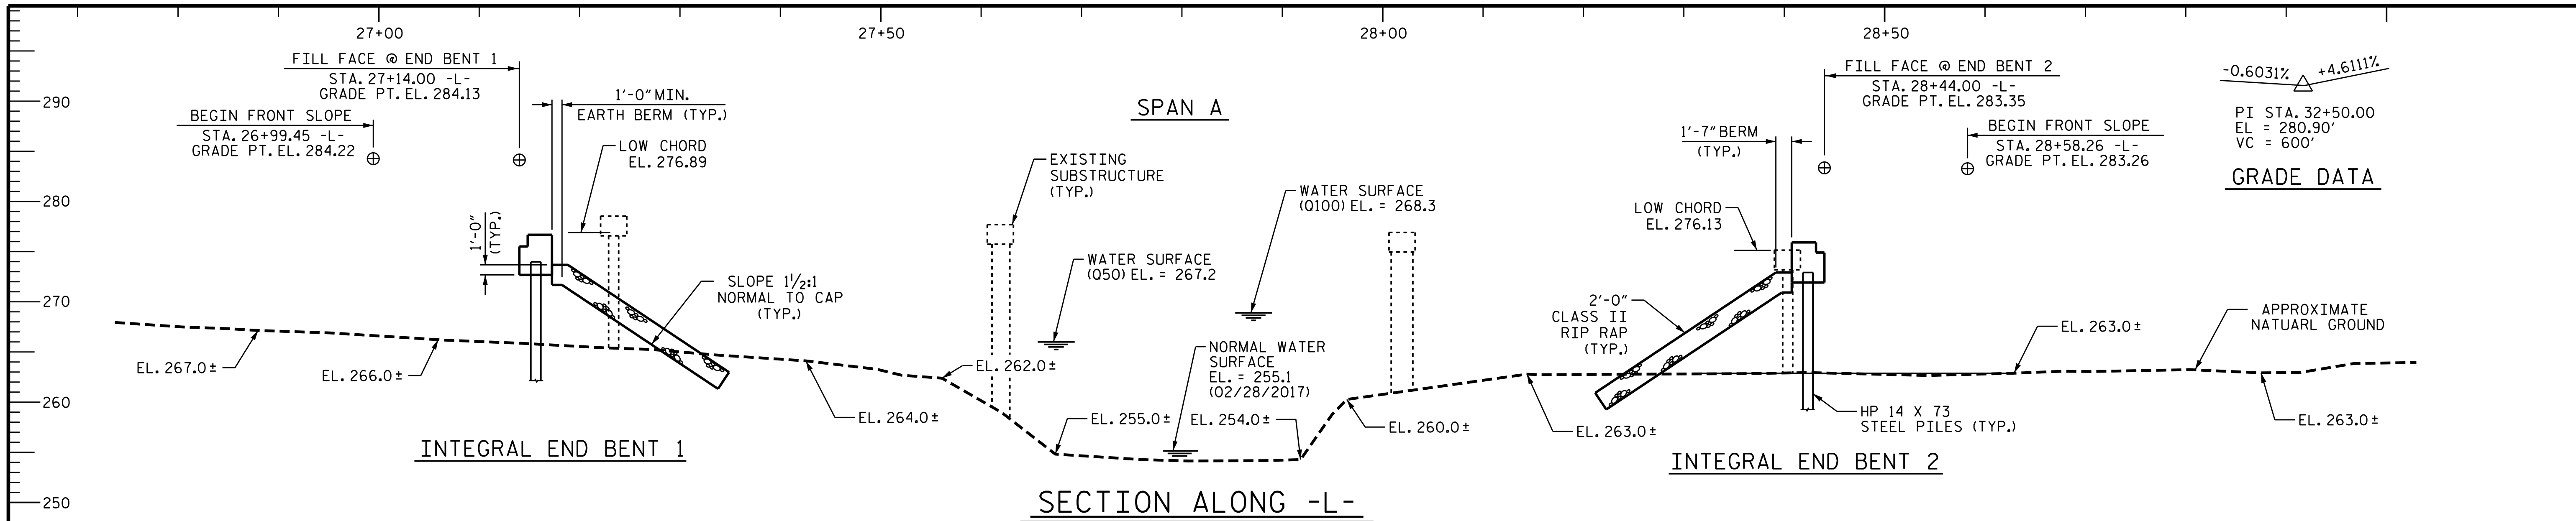 27+00
27+50
28+00
28+50
290
280
270
260
250
FILL FACE @ END BENT 1
STA. 27+14.00 -L-
GRADE PT. EL. 284.13
BEGIN FRONT SLOPE
STA. 26+99.45 -L-
GRADE PT. EL. 284.22
1'-0" MIN.
EARTH BERM (TYP.)
LOW CHORD
EL. 276.89
1'-0"
(TYP.)
SLOPE 1½:1
NORMAL TO CAP
(TYP.)
EL. 267.0±
EL. 266.0±
EL. 264.0±
INTEGRAL END BENT 1
SPAN A
EXISTING
SUBSTRUCTURE
(TYP.)
WATER SURFACE
(Q50) EL. = 267.2
WATER SURFACE
(Q100) EL. = 268.3
NORMAL WATER
SURFACE
EL. = 255.1
(02/28/2017)
EL. 262.0±
EL. 255.0±
EL. 254.0±
EL. 260.0±
EL. 263.0±
SECTION ALONG -L-
FILL FACE @ END BENT 2
STA. 28+44.00 -L-
GRADE PT. EL. 283.35
BEGIN FRONT SLOPE
STA. 28+58.26 -L-
GRADE PT. EL. 283.26
1'-7" BERM
(TYP.)
LOW CHORD
EL. 276.13
2'-0"
CLASS II
RIP RAP
(TYP.)
HP 14 X 73
STEEL PILES (TYP.)
INTEGRAL END BENT 2
EL. 263.0±
APPROXIMATE
NATUARL GROUND
EL. 263.0±
-0.6031% +4.6111%
PI STA. 32+50.00
EL = 280.90'
VC = 600'
GRADE DATA